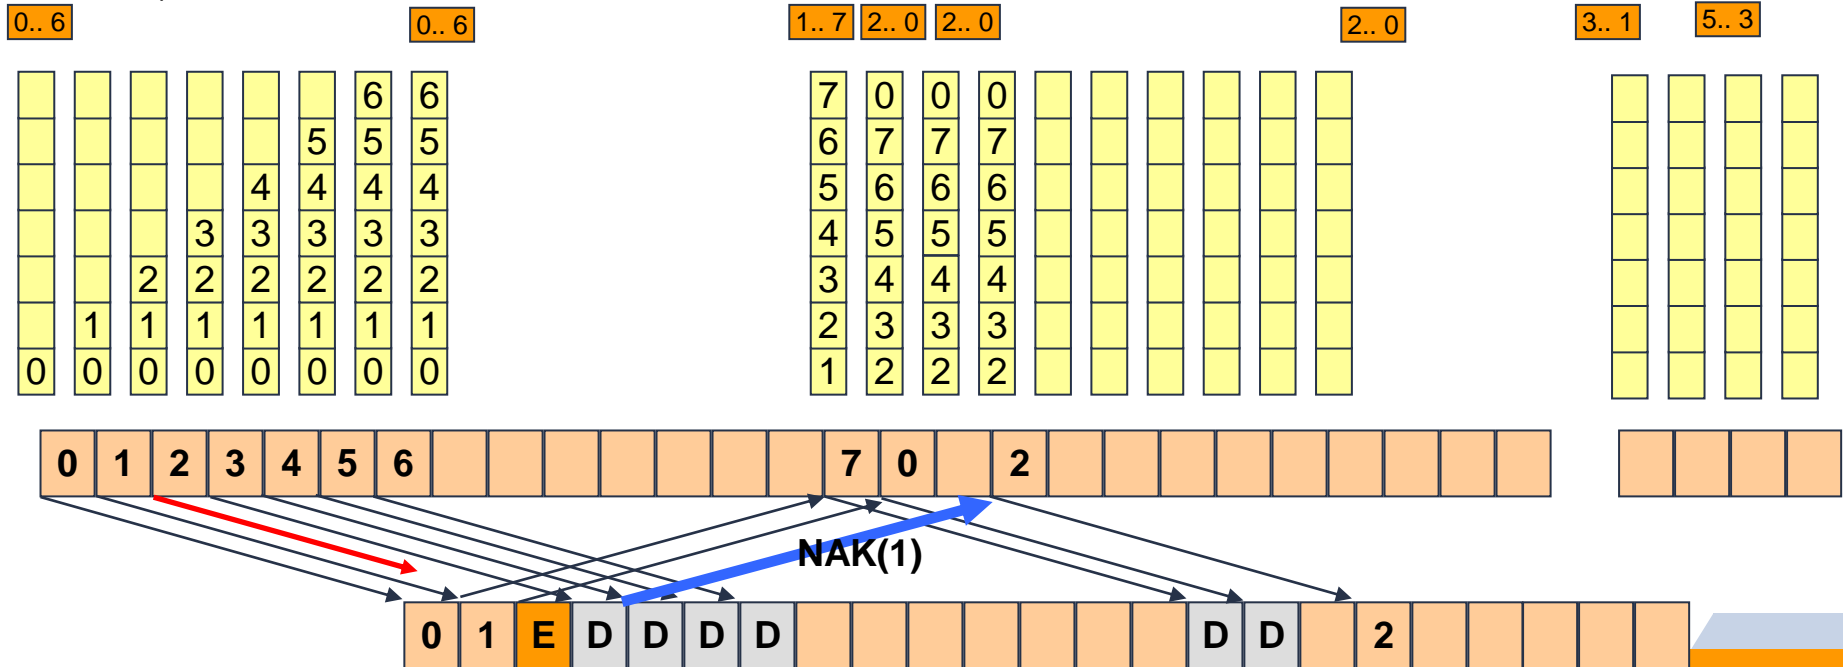 0.. 6 0.. 6 1.. 7 2.. 0 2.. 0 2.. 0 3.. 1 5.. 3
6 6 7 0 0 0
5 5 5 6 7 7 7
4 4 4 4 5 6 6 6
3 3 3 3 3 4 5 5 5
2 2 2 2 2 2 3 4 4 4
1 1 1 1 1 1 1 2 3 3 3
0 0 0 0 0 0 0 0 1 2 2 2
0 1 2 3 4 5 6 7 0 2
NAK(1)
0 1 E D D D D D D 2